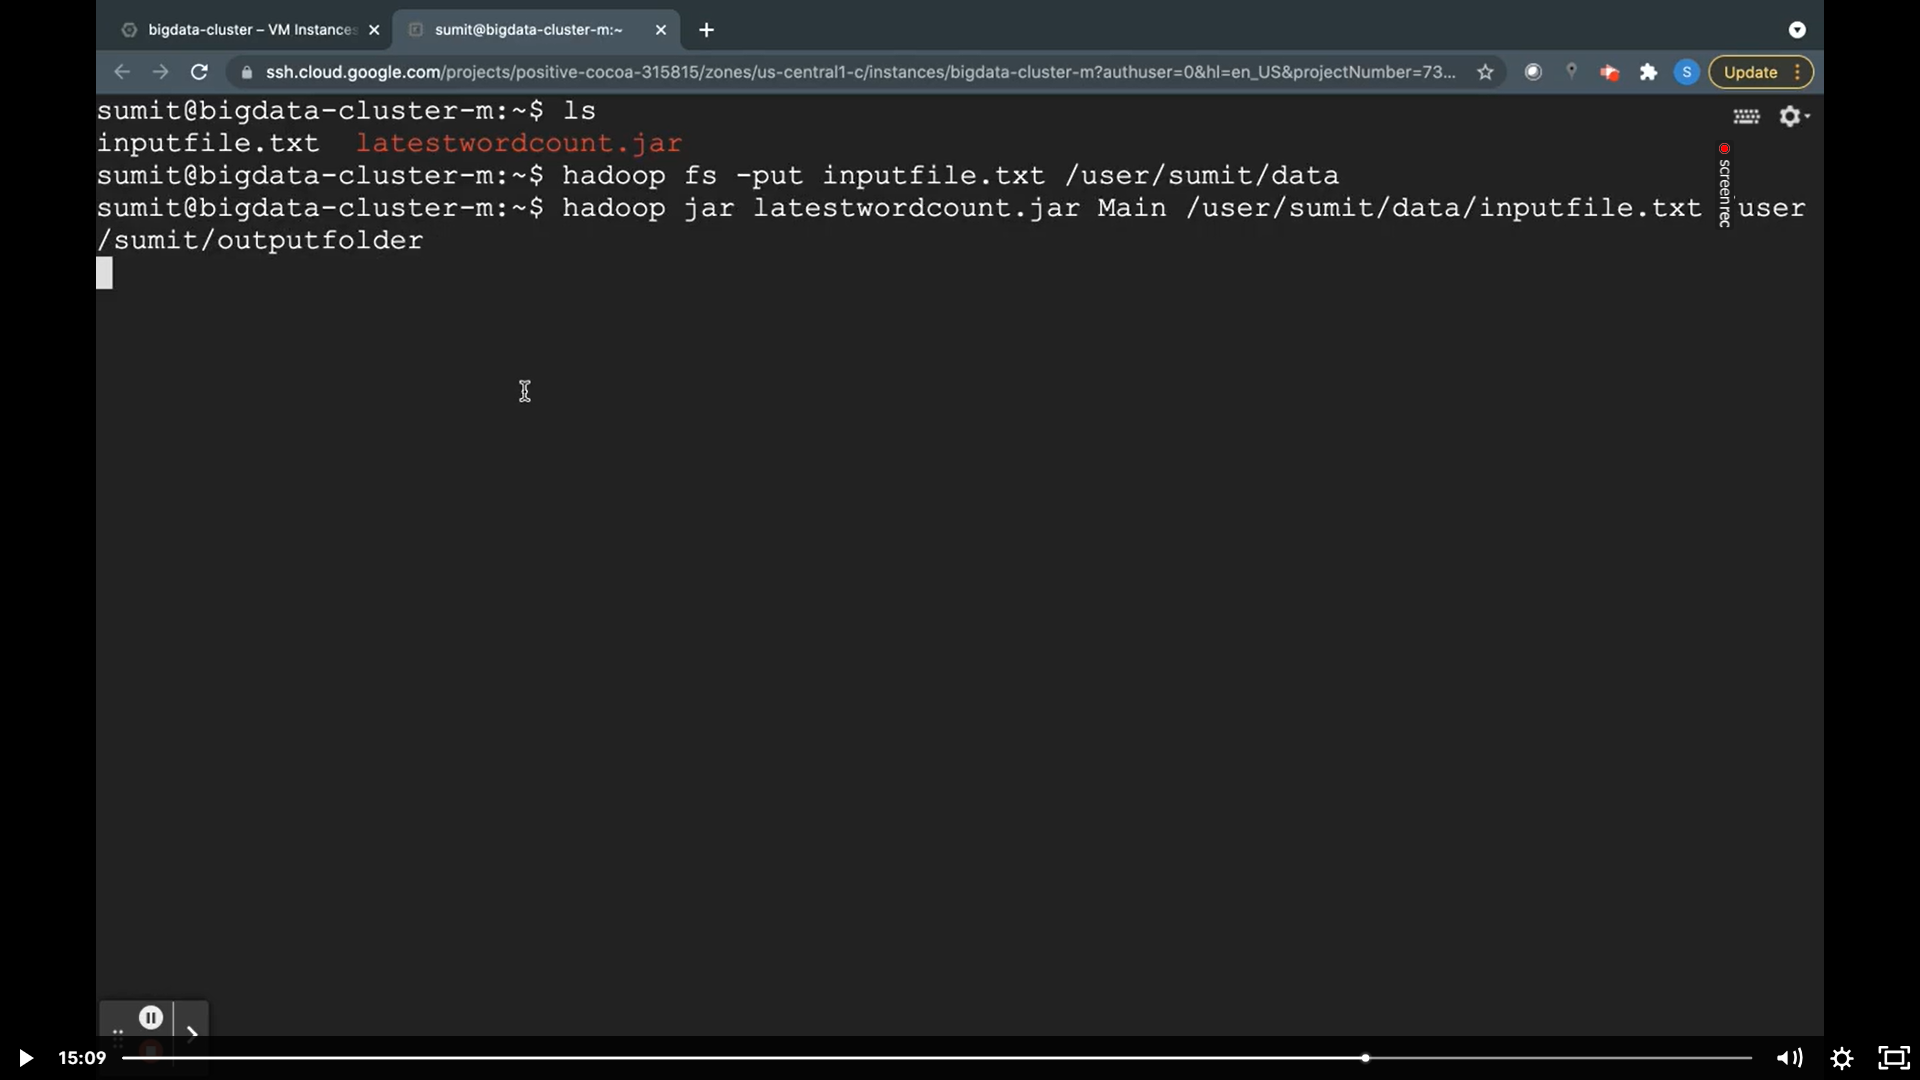 bigdata-cluster – VM Instances
sumit@bigdata-cluster-m:~
ssh.cloud.google.com/projects/positive-cocoa-315815/zones/us-central1-c/instances/bigdata-cluster-m?authuser=0&hl=en_US&projectNumber=73...
S
Update
sumit@bigdata-cluster-m:~$ ls
inputfile.txt latestwordcount.jar
sumit@bigdata-cluster-m:~$ hadoop fs -put inputfile.txt /user/sumit/data
sumit@bigdata-cluster-m:~$ hadoop jar latestwordcount.jar Main /user/sumit/data/inputfile.txt user
/sumit/outputfolder
screen rec
15:09